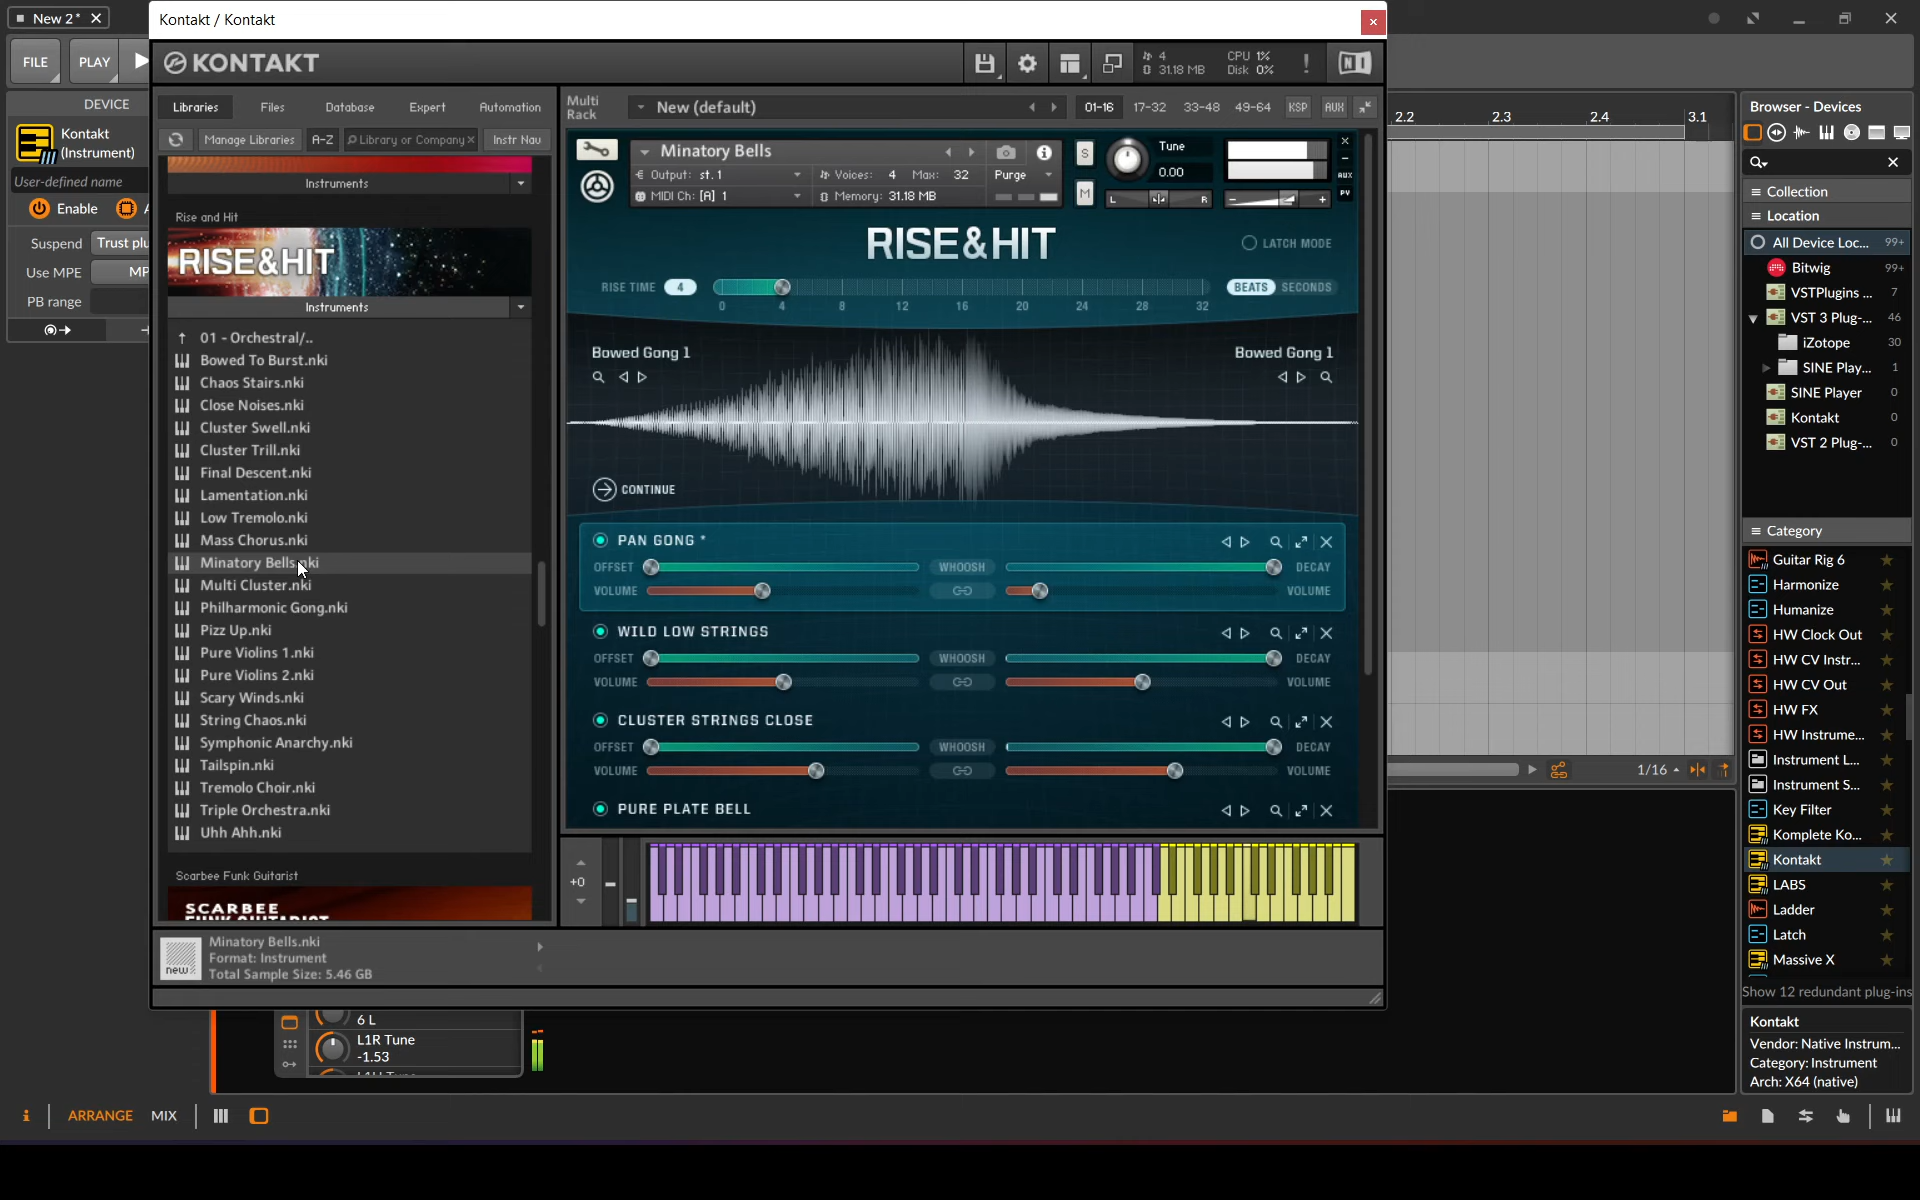 New 2*
Kontakt / Kontakt
FILE
PLAY
KONTAKT
4
31.18 MB
CPU 1%
Disk 0%
!
NI
DEVICE
Kontakt
(Instrument)
User-defined name
Enable
A
Suspend
Trust plu
Use MPE
MP
PB range
Libraries
Files
Database
Expert
Automation
Manage Libraries
A-Z
Library or Company
Instr Nav
Instruments
Rise and Hit
RISE&HIT
Instruments
01 - Orchestral/..
Bowed To Burst.nki
Chaos Stairs.nki
Close Noises.nki
Cluster Swell.nki
Cluster Trill.nki
Final Descent.nki
Lamentation.nki
Low Tremolo.nki
Mass Chorus.nki
Minatory Bells.nki
Multi Cluster.nki
Philharmonic Gong.nki
Pizz Up.nki
Pure Violins 1.nki
Pure Violins 2.nki
Scary Winds.nki
String Chaos.nki
Symphonic Anarchy.nki
Tailspin.nki
Tremolo Choir.nki
Triple Orchestra.nki
Uhh Ahh.nki
Scarbee Funk Guitarist
SCARBEE
FUNK GUITARIST
new
Minatory Bells.nki
Format: Instrument
Total Sample Size: 5.46 GB
Multi
Rack
New (default)
01-16
17-32
33-48
49-64
KSP
AUX
Minatory Bells
Output: st. 1
Voices: 4 Max: 32
Purge
MIDI Ch: [A] 1
Memory: 31.18 MB
S
M
Tune
0.00
L
R
AUX
PV
RISE&HIT
LATCH MODE
RISE TIME
4
BEATS
SECONDS
0 4 8 12 16 20 24 28 32
Bowed Gong 1
Bowed Gong 1
CONTINUE
PAN GONG *
OFFSET
WHOOSH
DECAY
VOLUME
VOLUME
WILD LOW STRINGS
OFFSET
WHOOSH
DECAY
VOLUME
VOLUME
CLUSTER STRINGS CLOSE
OFFSET
WHOOSH
DECAY
VOLUME
VOLUME
PURE PLATE BELL
+0
2.2
2.3
2.4
3.1
1/16
6 L
L1R Tune
-1.53
Browser - Devices
Collection
Location
All Device Loc... 99+
Bitwig 99+
VSTPlugins ... 7
VST 3 Plug-... 46
iZotope 30
SINE Play... 1
SINE Player 0
Kontakt 0
VST 2 Plug-... 0
Category
Guitar Rig 6
Harmonize
Humanize
HW Clock Out
HW CV Instr...
HW CV Out
HW FX
HW Instrume...
Instrument L...
Instrument S...
Key Filter
Komplete Ko...
Kontakt
LABS
Ladder
Latch
Massive X
Show 12 redundant plug-ins
Kontakt
Vendor: Native Instrum...
Category: Instrument
Arch: X64 (native)
i
ARRANGE
MIX